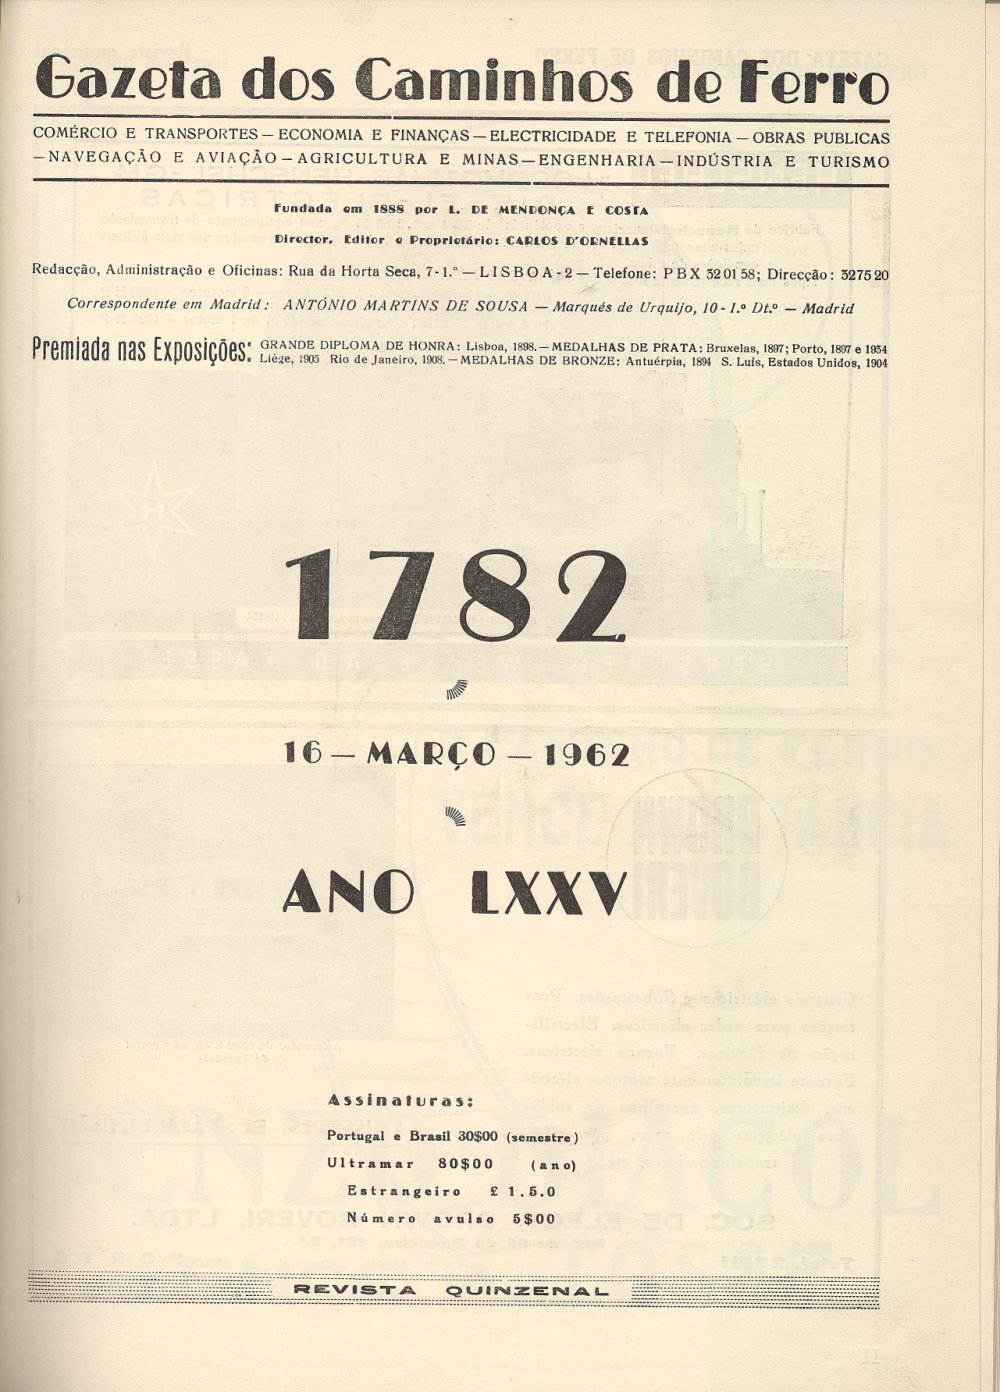 Gazeta dos Caminhos de Ferro
COMÉRCIO E TRANSPORTES — ECONOMIA E FINANÇAS — ELECTRICIDADE E TELEFONIA — OBRAS PUBLICAS
— NAVEGAÇÃO E AVIAÇÃO — AGRICULTURA E MINAS — ENGENHARIA — INDÚSTRIA E TURISMO
Fundada em 1888 por L. DE MENDONÇA E COSTA
Director, Editor e Proprietário: CARLOS D'ORNELLAS
Redacção, Administração e Oficinas: Rua da Horta Seca, 7-1.º — LISBOA-2 — Telefone: PBX 320158; Direcção: 327520
Correspondente em Madrid: ANTÓNIO MARTINS DE SOUSA — Marqués de Urquijo, 10-1.º Dt.º — Madrid
Premiada nas Exposições: GRANDE DIPLOMA DE HONRA: Lisboa, 1898. — MEDALHAS DE PRATA: Bruxelas, 1897; Porto, 1897 e 1934
Liège, 1905 Rio de Janeiro, 1908. — MEDALHAS DE BRONZE: Antuérpia, 1894 S. Luís, Estados Unidos, 1904
1782
16 — MARÇO — 1962
ANO LXXV
Assinaturas:
Portugal e Brasil 30$00 (semestre)
Ultramar 80$00 (ano)
Estrangeiro £ 1.5.0
Número avulso 5$00
REVISTA QUINZENAL